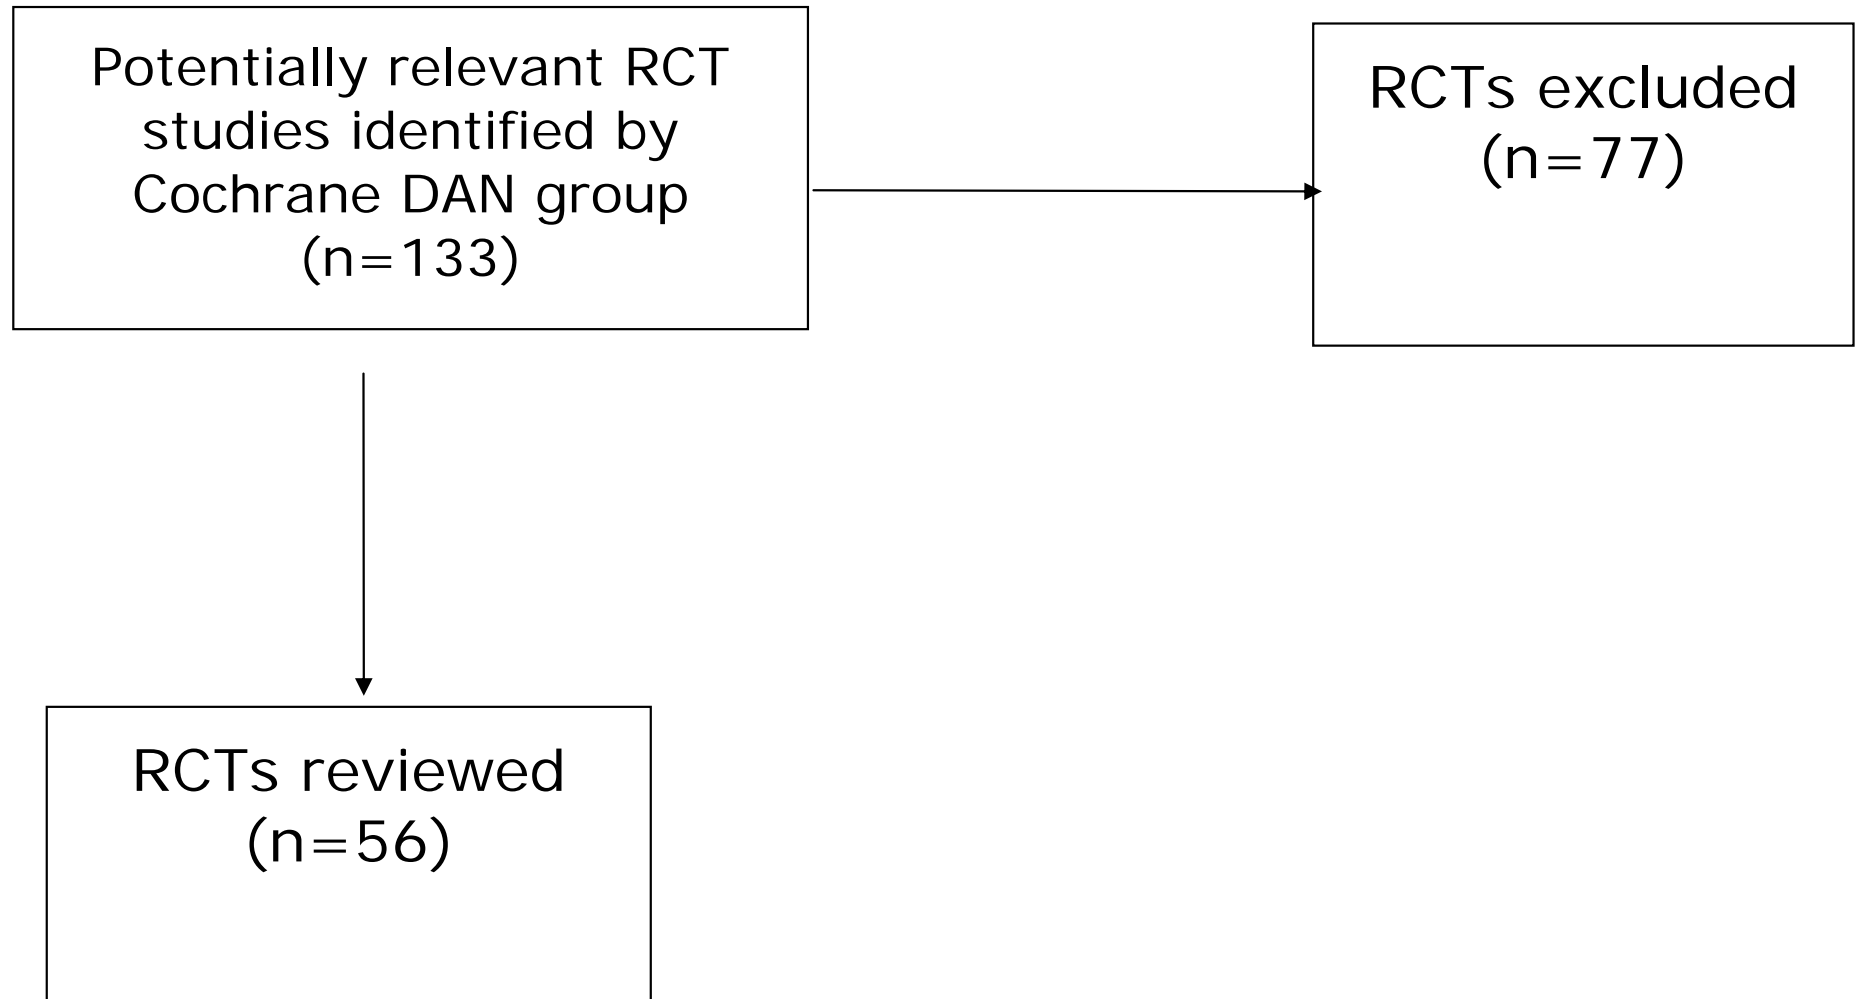 Potentially relevant RCT
studies identified by
Cochrane DAN group
(n=133)
RCTs excluded
(n=77)
RCTs reviewed
(n=56)